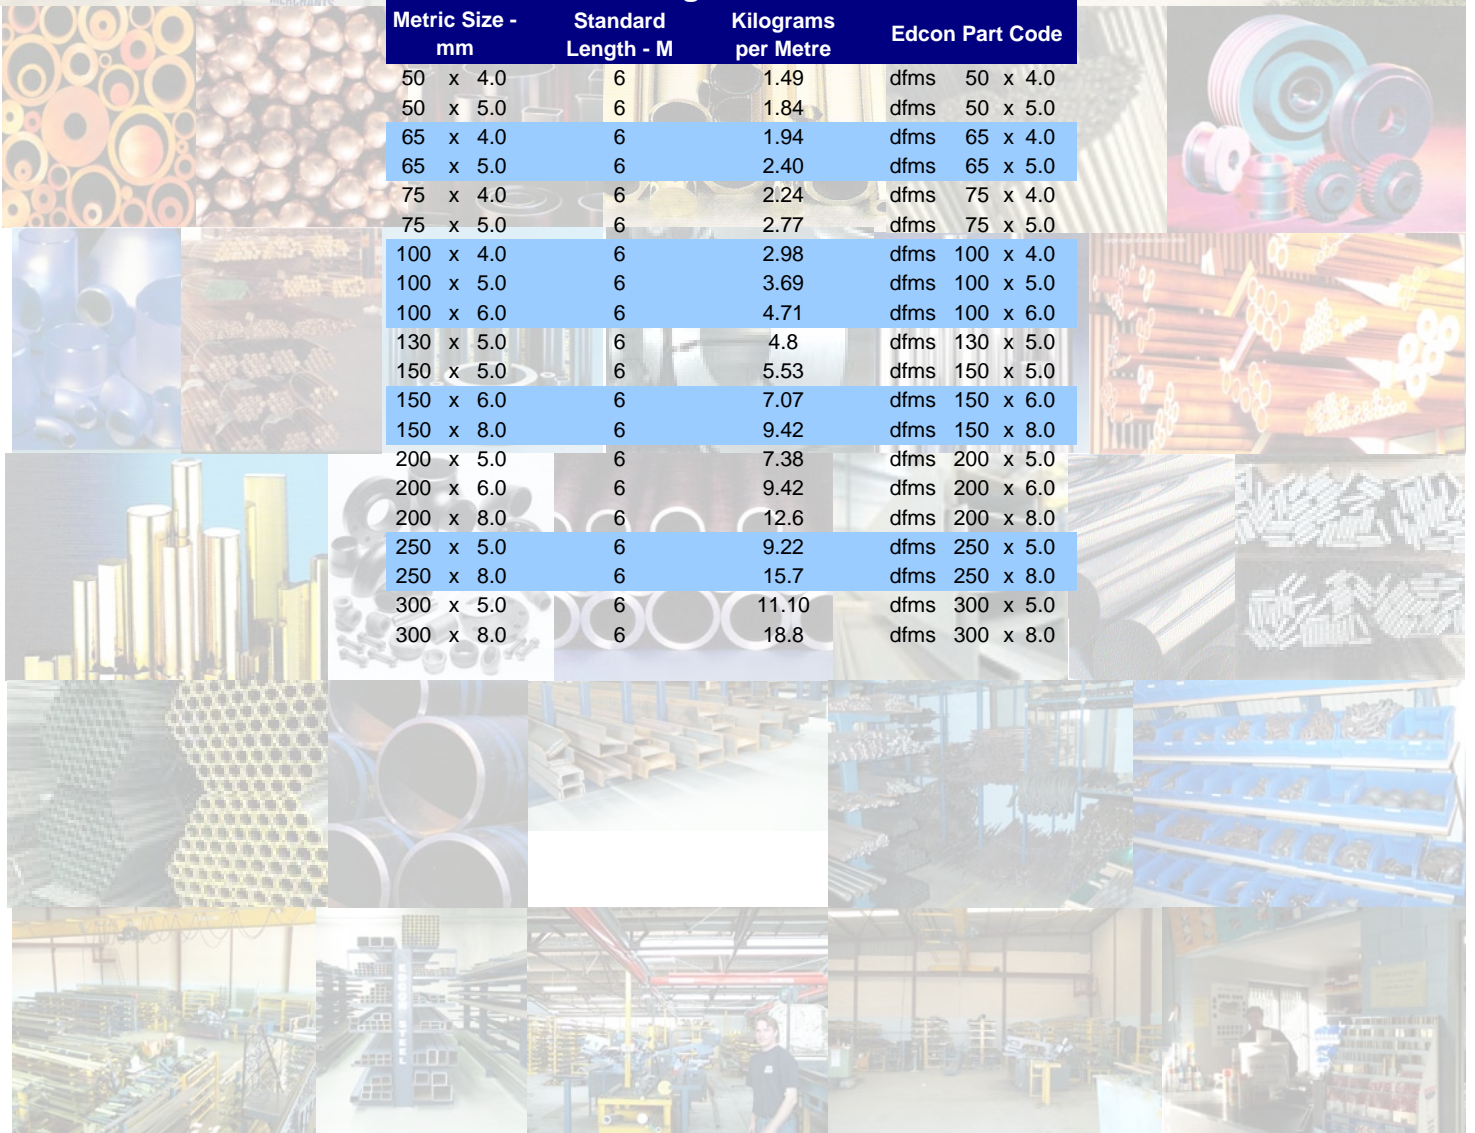 MERCHANTS
Metric Size - mm Standard Length - M Kilograms per Metre Edcon Part Code
50 x 4.0 6 1.49 dfms 50 x 4.0
50 x 5.0 6 1.84 dfms 50 x 5.0
65 x 4.0 6 1.94 dfms 65 x 4.0
65 x 5.0 6 2.40 dfms 65 x 5.0
75 x 4.0 6 2.24 dfms 75 x 4.0
75 x 5.0 6 2.77 dfms 75 x 5.0
100 x 4.0 6 2.98 dfms 100 x 4.0
100 x 5.0 6 3.69 dfms 100 x 5.0
100 x 6.0 6 4.71 dfms 100 x 6.0
130 x 5.0 6 4.8 dfms 130 x 5.0
150 x 5.0 6 5.53 dfms 150 x 5.0
150 x 6.0 6 7.07 dfms 150 x 6.0
150 x 8.0 6 9.42 dfms 150 x 8.0
200 x 5.0 6 7.38 dfms 200 x 5.0
200 x 6.0 6 9.42 dfms 200 x 6.0
200 x 8.0 6 12.6 dfms 200 x 8.0
250 x 5.0 6 9.22 dfms 250 x 5.0
250 x 8.0 6 15.7 dfms 250 x 8.0
300 x 5.0 6 11.10 dfms 300 x 5.0
300 x 8.0 6 18.8 dfms 300 x 8.0